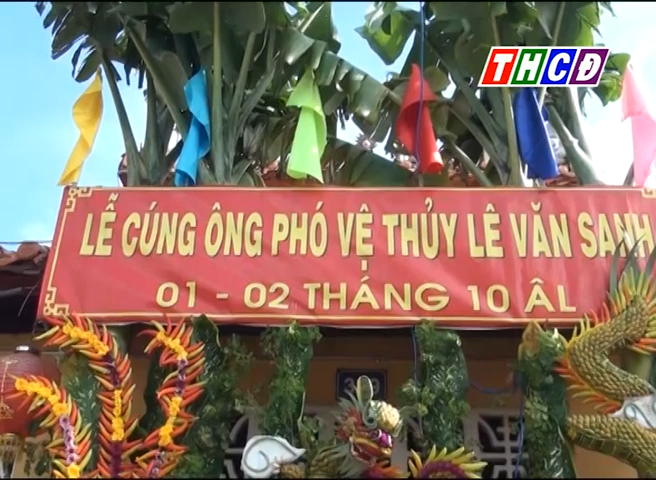 THCĐ
LỄ CÚNG ÔNG PHÓ VỆ THỦY LÊ VĂN SANH
01 - 02 THÁNG 10 ÂL